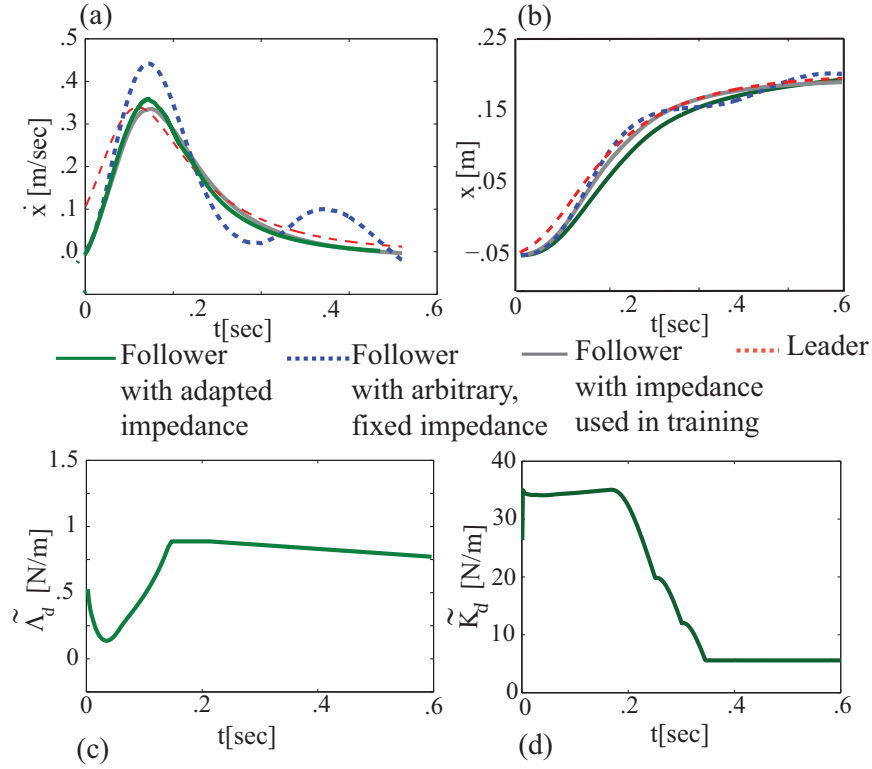 (a)
(b)
.5
.4
.3
.2
.1
.0
ẋ [m/sec]
0
.2
.4
.6
t[sec]
.25
.15
.05
−.05
x [m]
0
.2
.4
.6
t[sec]
Follower
with adapted
impedance
Follower
with arbitrary,
fixed impedance
Follower
with impedance
used in training
Leader
1.5
1
.5
0
Λ̃d [N/m]
0
.2
.4
.6
t[sec]
(c)
40
30
20
10
0
K̃d [N/m]
0
.2
.4
.6
t[sec]
(d)